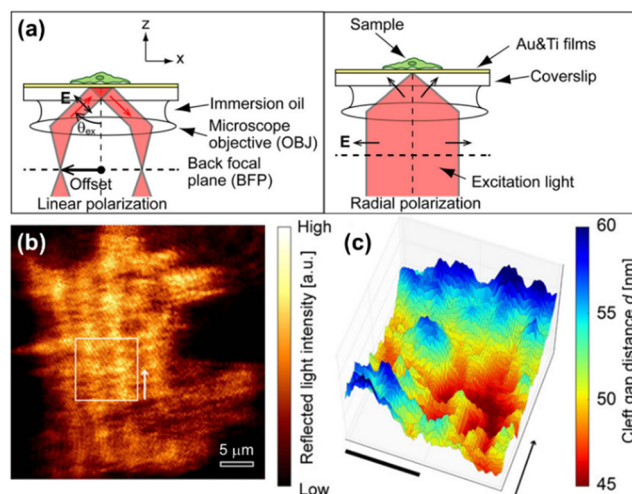 (a)
z
x
E
θex
Offset
Linear polarization
Immersion oil
Microscope
objective (OBJ)
Back focal
plane (BFP)
Sample
Au&Ti films
Coverslip
E
Excitation light
Radial polarization
(b)
5 μm
High
Reflected light intensity [a.u.]
Low
(c)
60
55
50
45
Cleft gap distance d [nm]